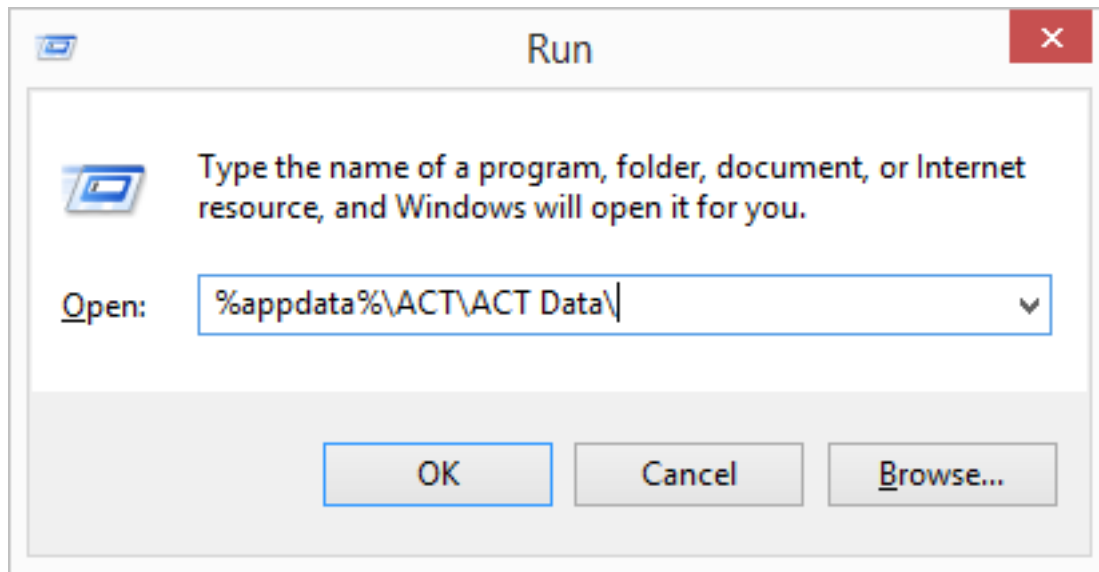 Run
Type the name of a program, folder, document, or Internet
resource, and Windows will open it for you.
Open: %appdata%\ACT\ACT Data\
OK Cancel Browse...